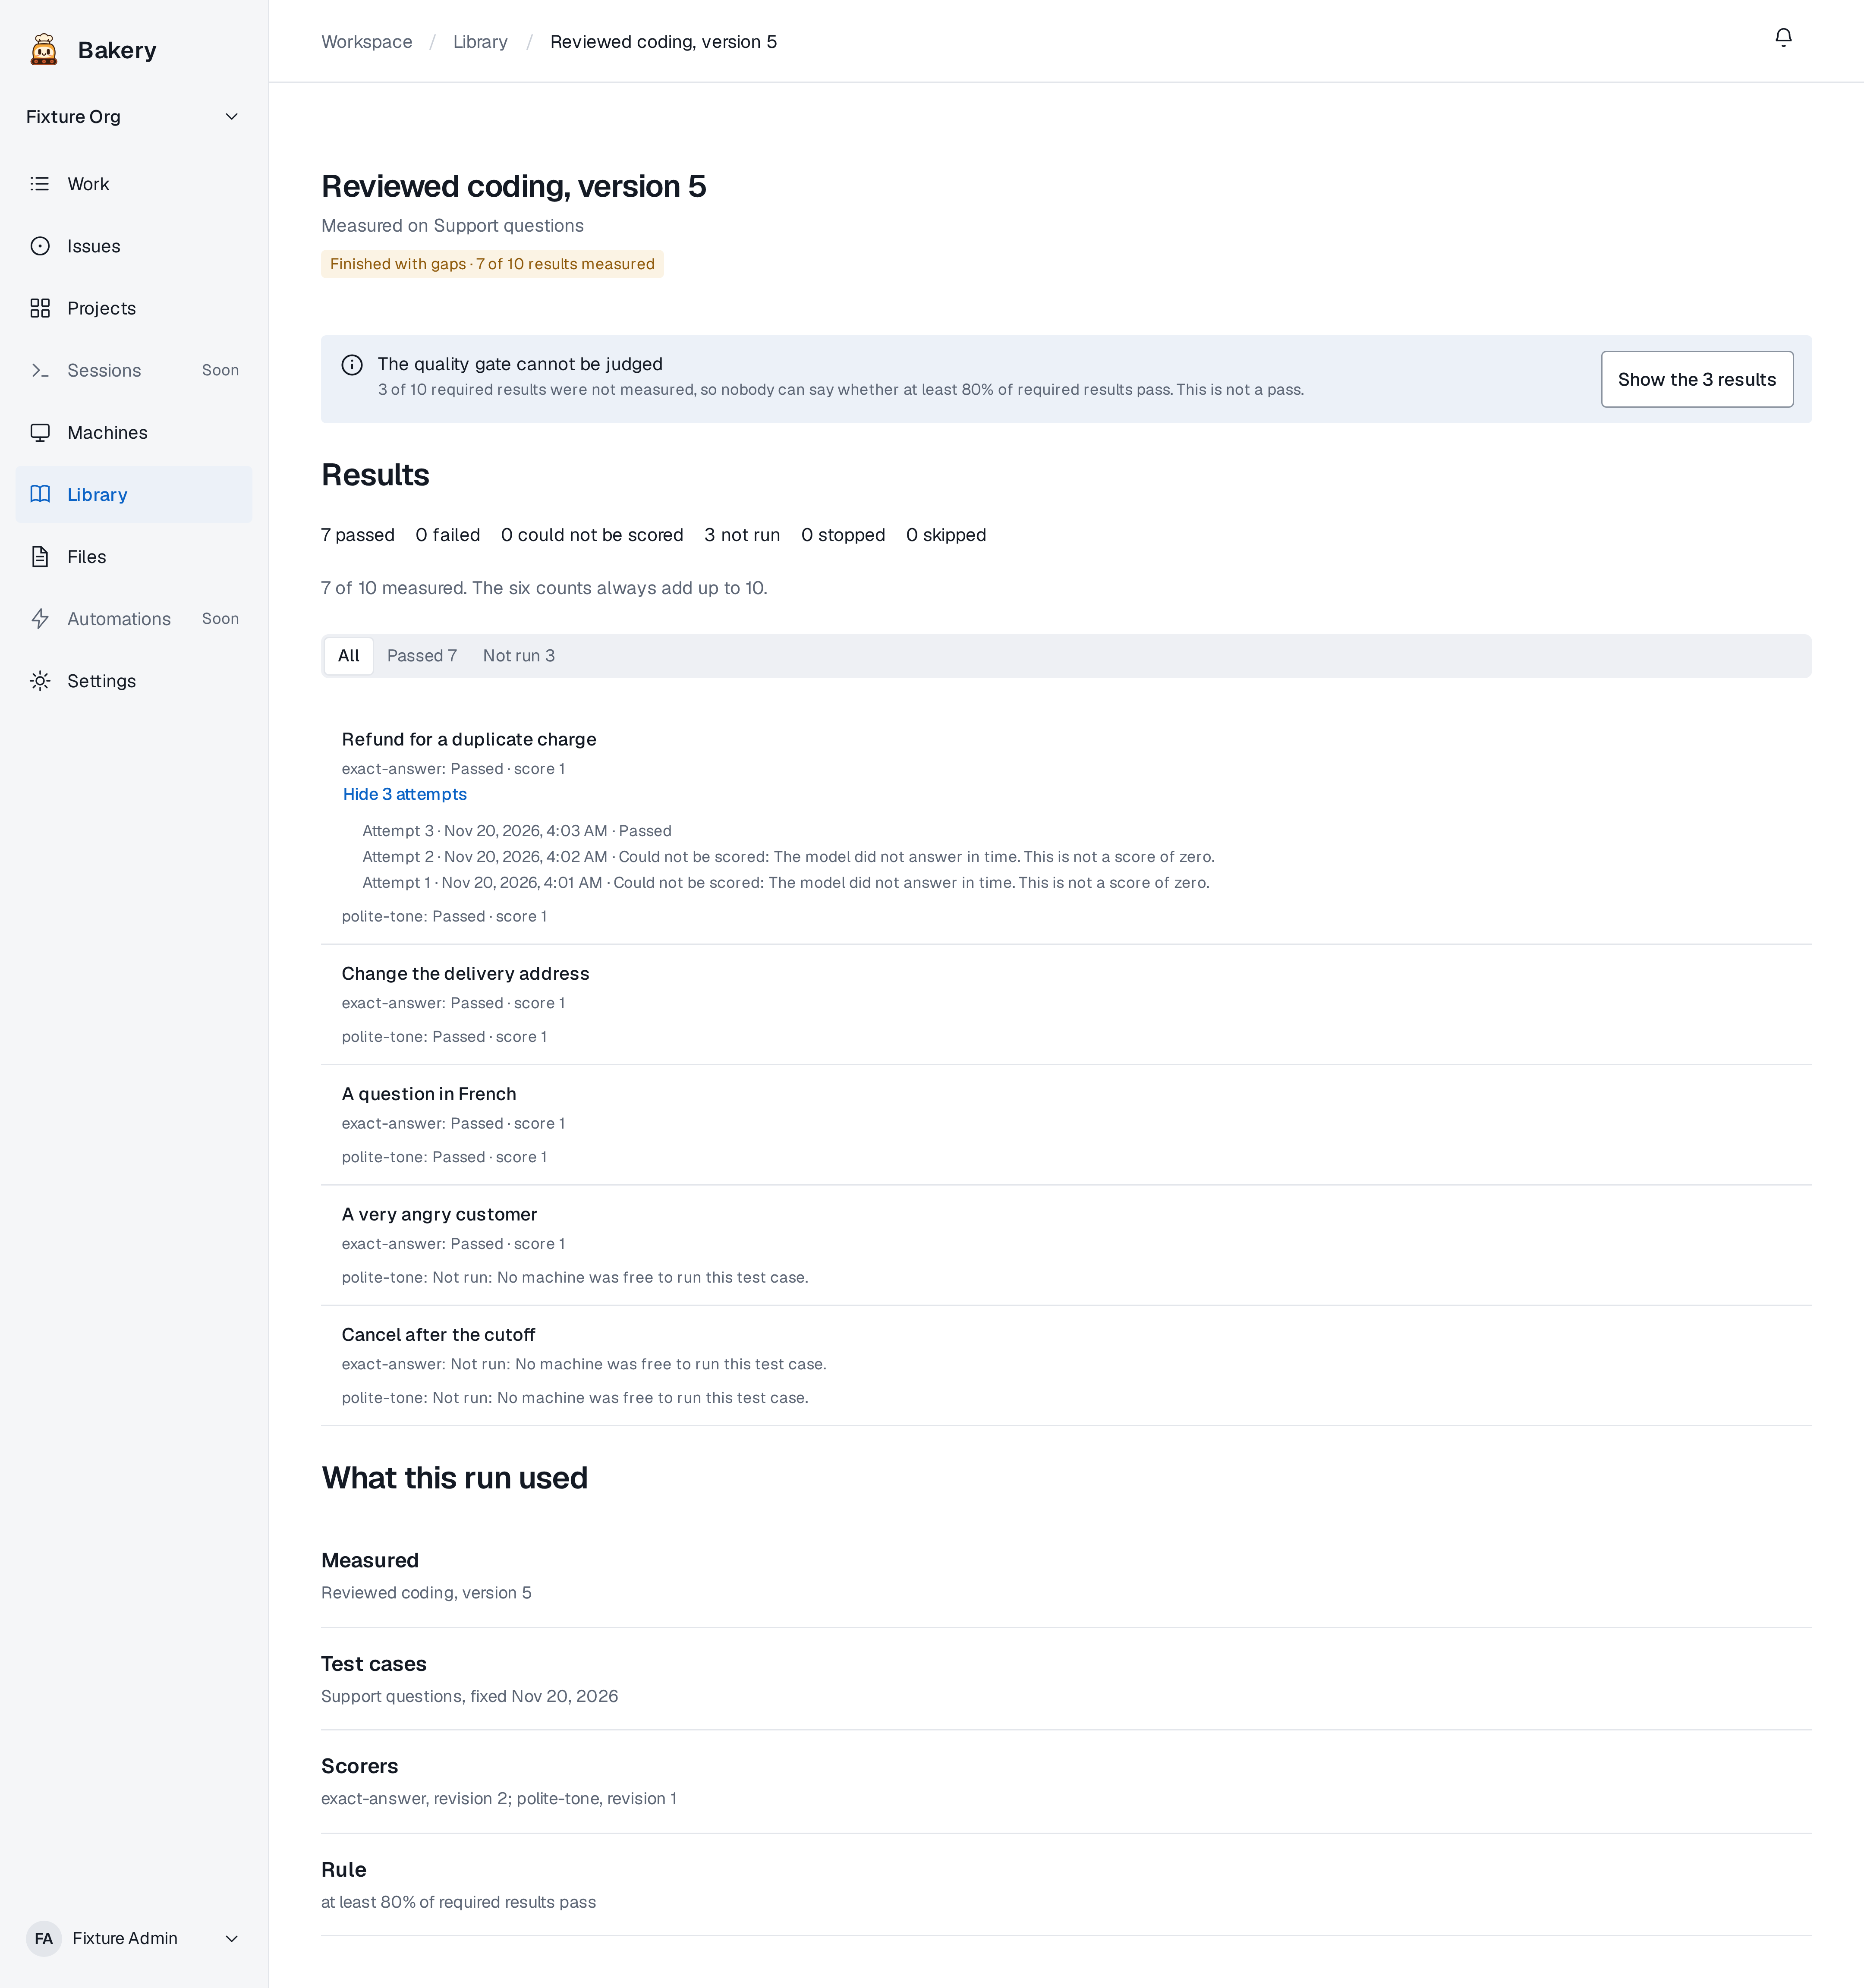 Bakery
Fixture Org
Work
Issues
Projects
Sessions Soon
Machines
Library
Files
Automations Soon
Settings
FA Fixture Admin
Workspace / Library / Reviewed coding, version 5
Reviewed coding, version 5
Measured on Support questions
Finished with gaps · 7 of 10 results measured
The quality gate cannot be judged
3 of 10 required results were not measured, so nobody can say whether at least 80% of required results pass. This is not a pass.
Show the 3 results
Results
7 passed 0 failed 0 could not be scored 3 not run 0 stopped 0 skipped
7 of 10 measured. The six counts always add up to 10.
All Passed 7 Not run 3
Refund for a duplicate charge
exact-answer: Passed · score 1
Hide 3 attempts
Attempt 3 · Nov 20, 2026, 4:03 AM · Passed
Attempt 2 · Nov 20, 2026, 4:02 AM · Could not be scored: The model did not answer in time. This is not a score of zero.
Attempt 1 · Nov 20, 2026, 4:01 AM · Could not be scored: The model did not answer in time. This is not a score of zero.
polite-tone: Passed · score 1
Change the delivery address
exact-answer: Passed · score 1
polite-tone: Passed · score 1
A question in French
exact-answer: Passed · score 1
polite-tone: Passed · score 1
A very angry customer
exact-answer: Passed · score 1
polite-tone: Not run: No machine was free to run this test case.
Cancel after the cutoff
exact-answer: Not run: No machine was free to run this test case.
polite-tone: Not run: No machine was free to run this test case.
What this run used
Measured
Reviewed coding, version 5
Test cases
Support questions, fixed Nov 20, 2026
Scorers
exact-answer, revision 2; polite-tone, revision 1
Rule
at least 80% of required results pass